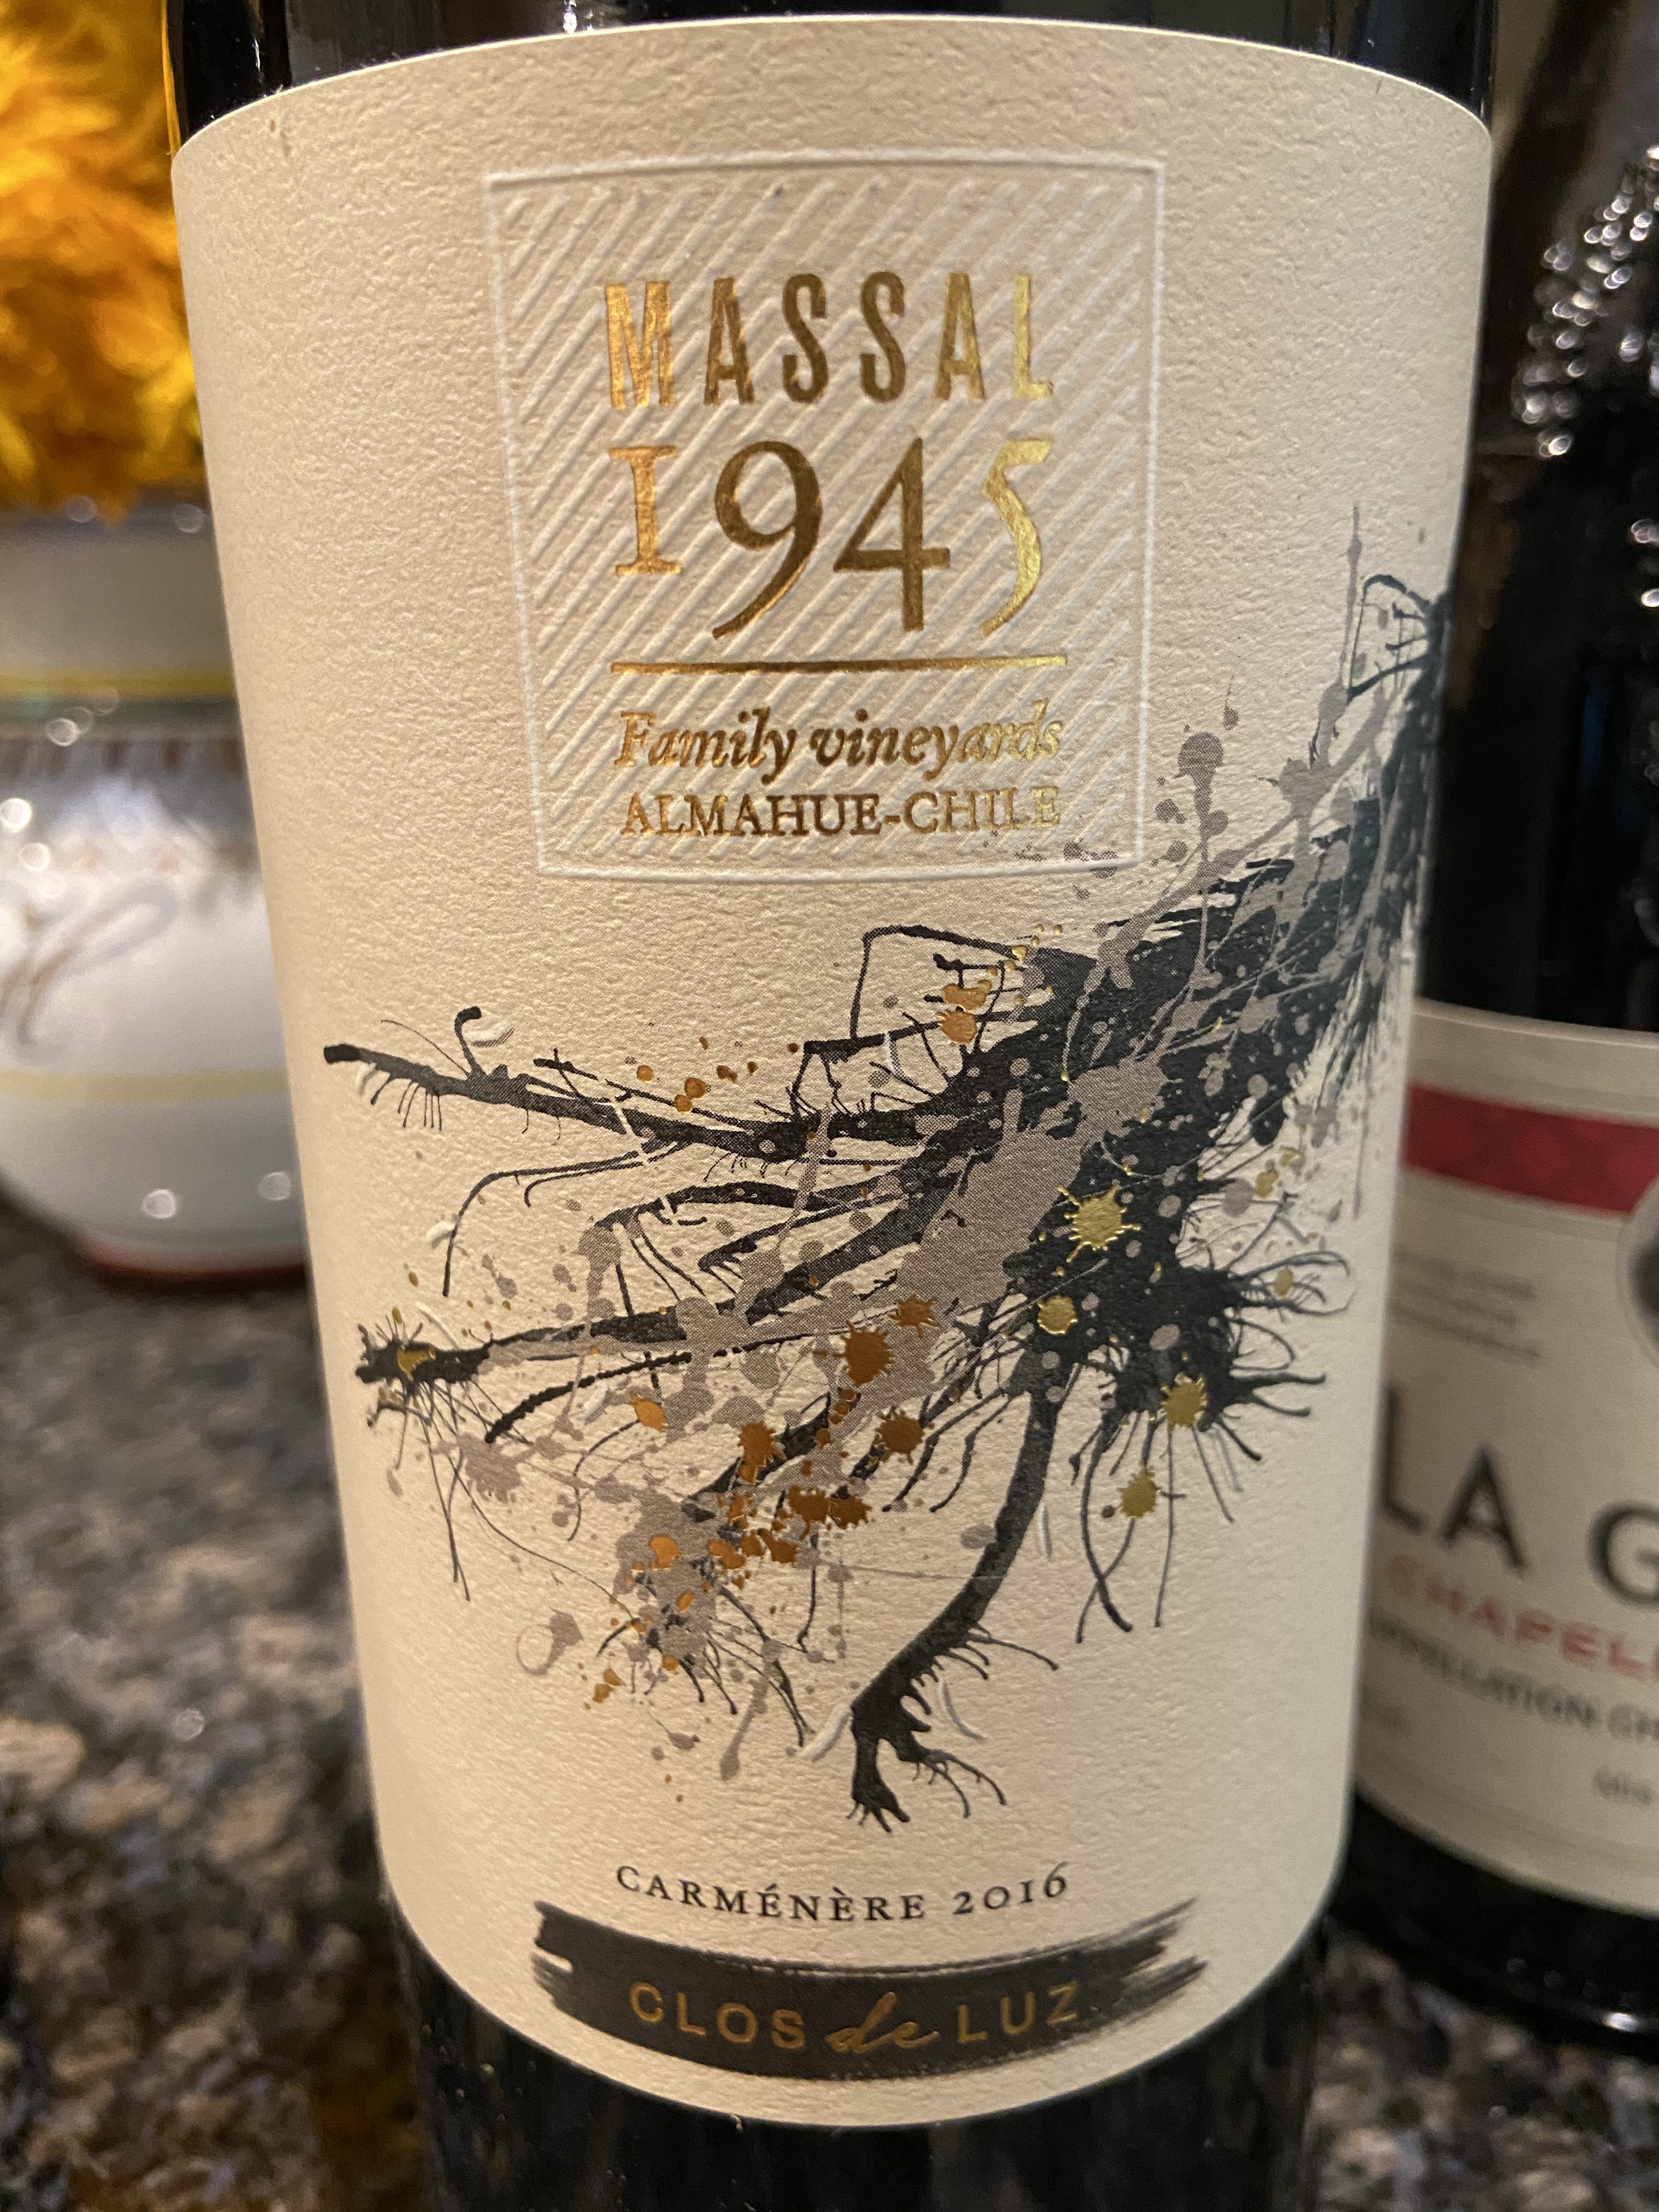 MASSAL
1945
Family vineyards
ALMAHUE-CHILE
CARMÉNÈRE 2016
CLOS de LUZ
LA G
CHAPEL